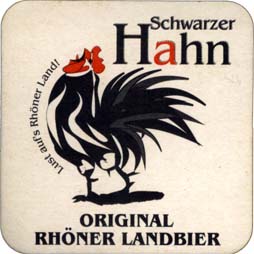 Schwarzer
Hahn
Lust auf's Rhöner Land!
ORIGINAL
RHÖNER LANDBIER